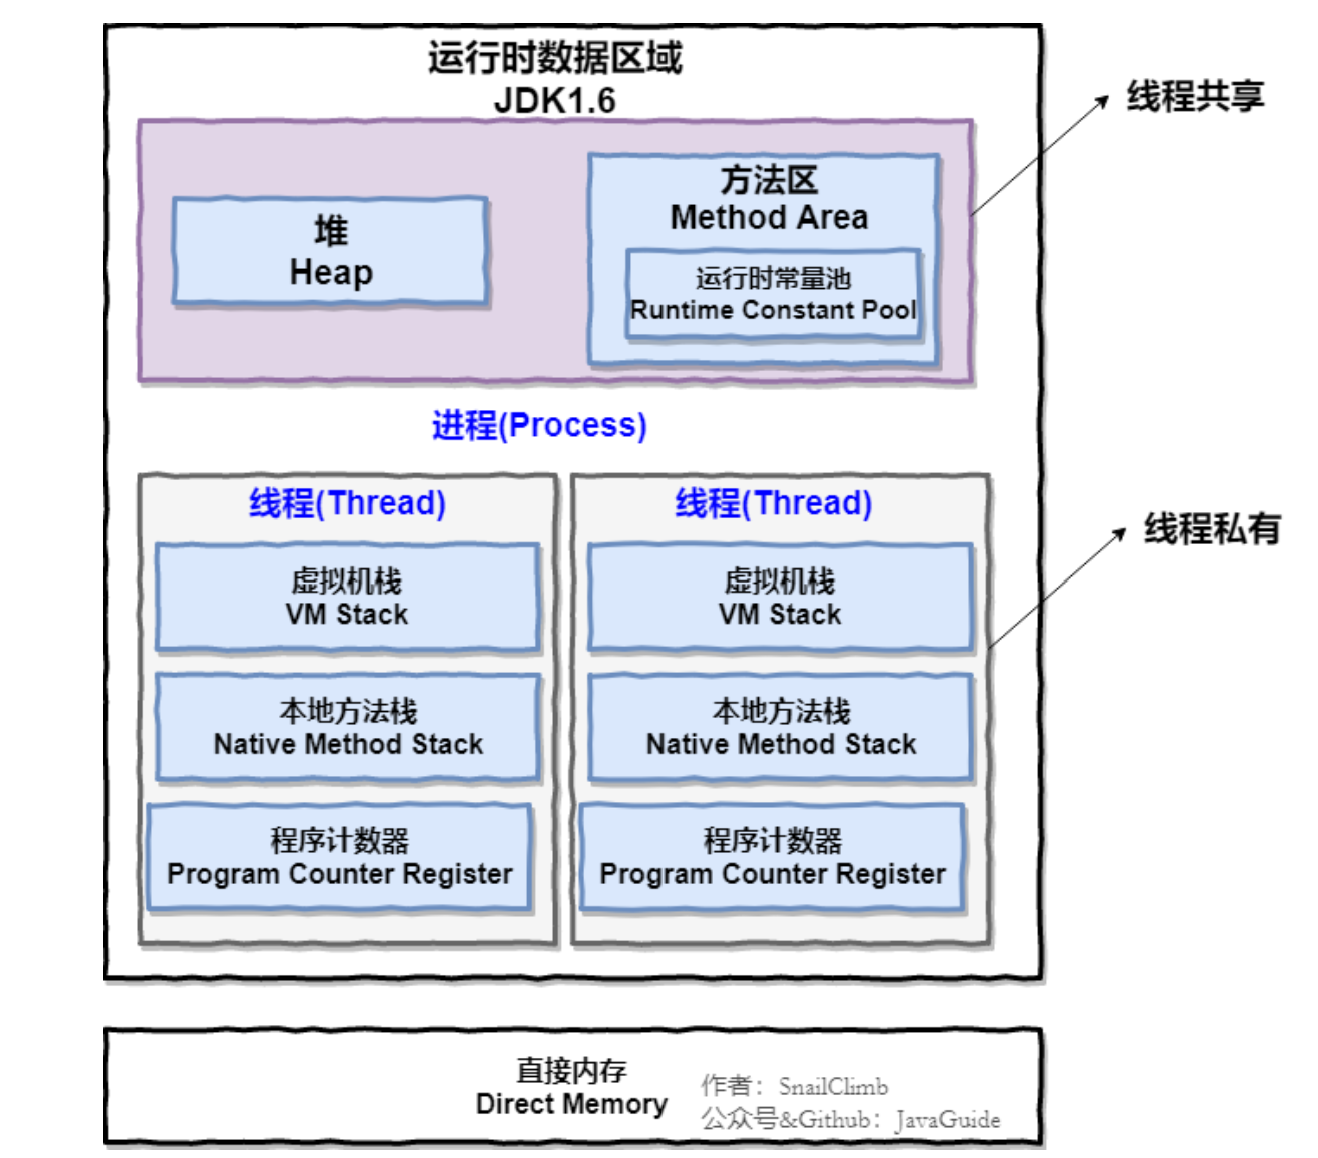 运行时数据区域
JDK1.6
线程共享
堆
Heap
方法区
Method Area
运行时常量池
Runtime Constant Pool
进程(Process)
线程(Thread)
虚拟机栈
VM Stack
本地方法栈
Native Method Stack
程序计数器
Program Counter Register
线程(Thread)
虚拟机栈
VM Stack
本地方法栈
Native Method Stack
程序计数器
Program Counter Register
线程私有
直接内存
Direct Memory
作者：SnailClimb
公众号&Github：JavaGuide